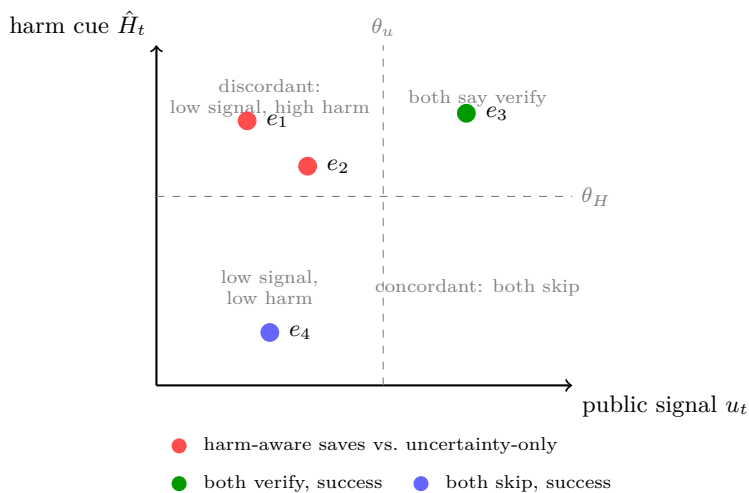 harm cue Ĥ_t
θ_u
discordant:
low signal, high harm
both say verify
e_1
e_3
e_2
θ_H
low signal,
low harm
concordant: both skip
e_4
public signal u_t
harm-aware saves vs. uncertainty-only
both verify, success
both skip, success